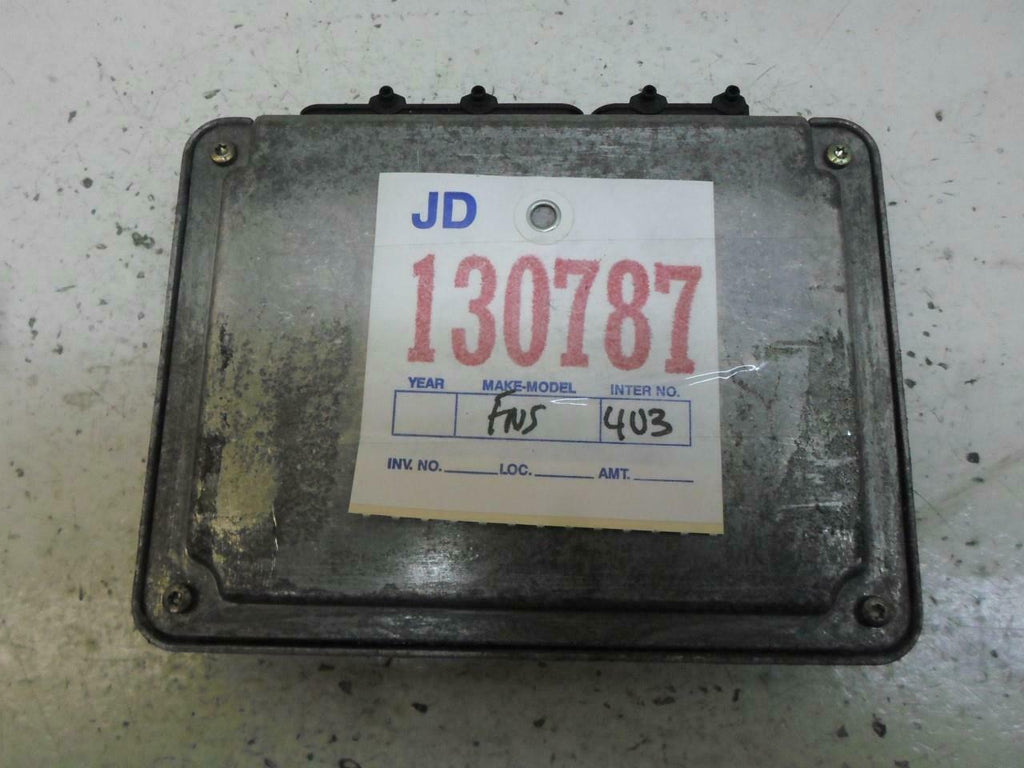 JD
130787
YEAR MAKE-MODEL INTER NO.
FNS 403
INV. NO. LOC. AMT.